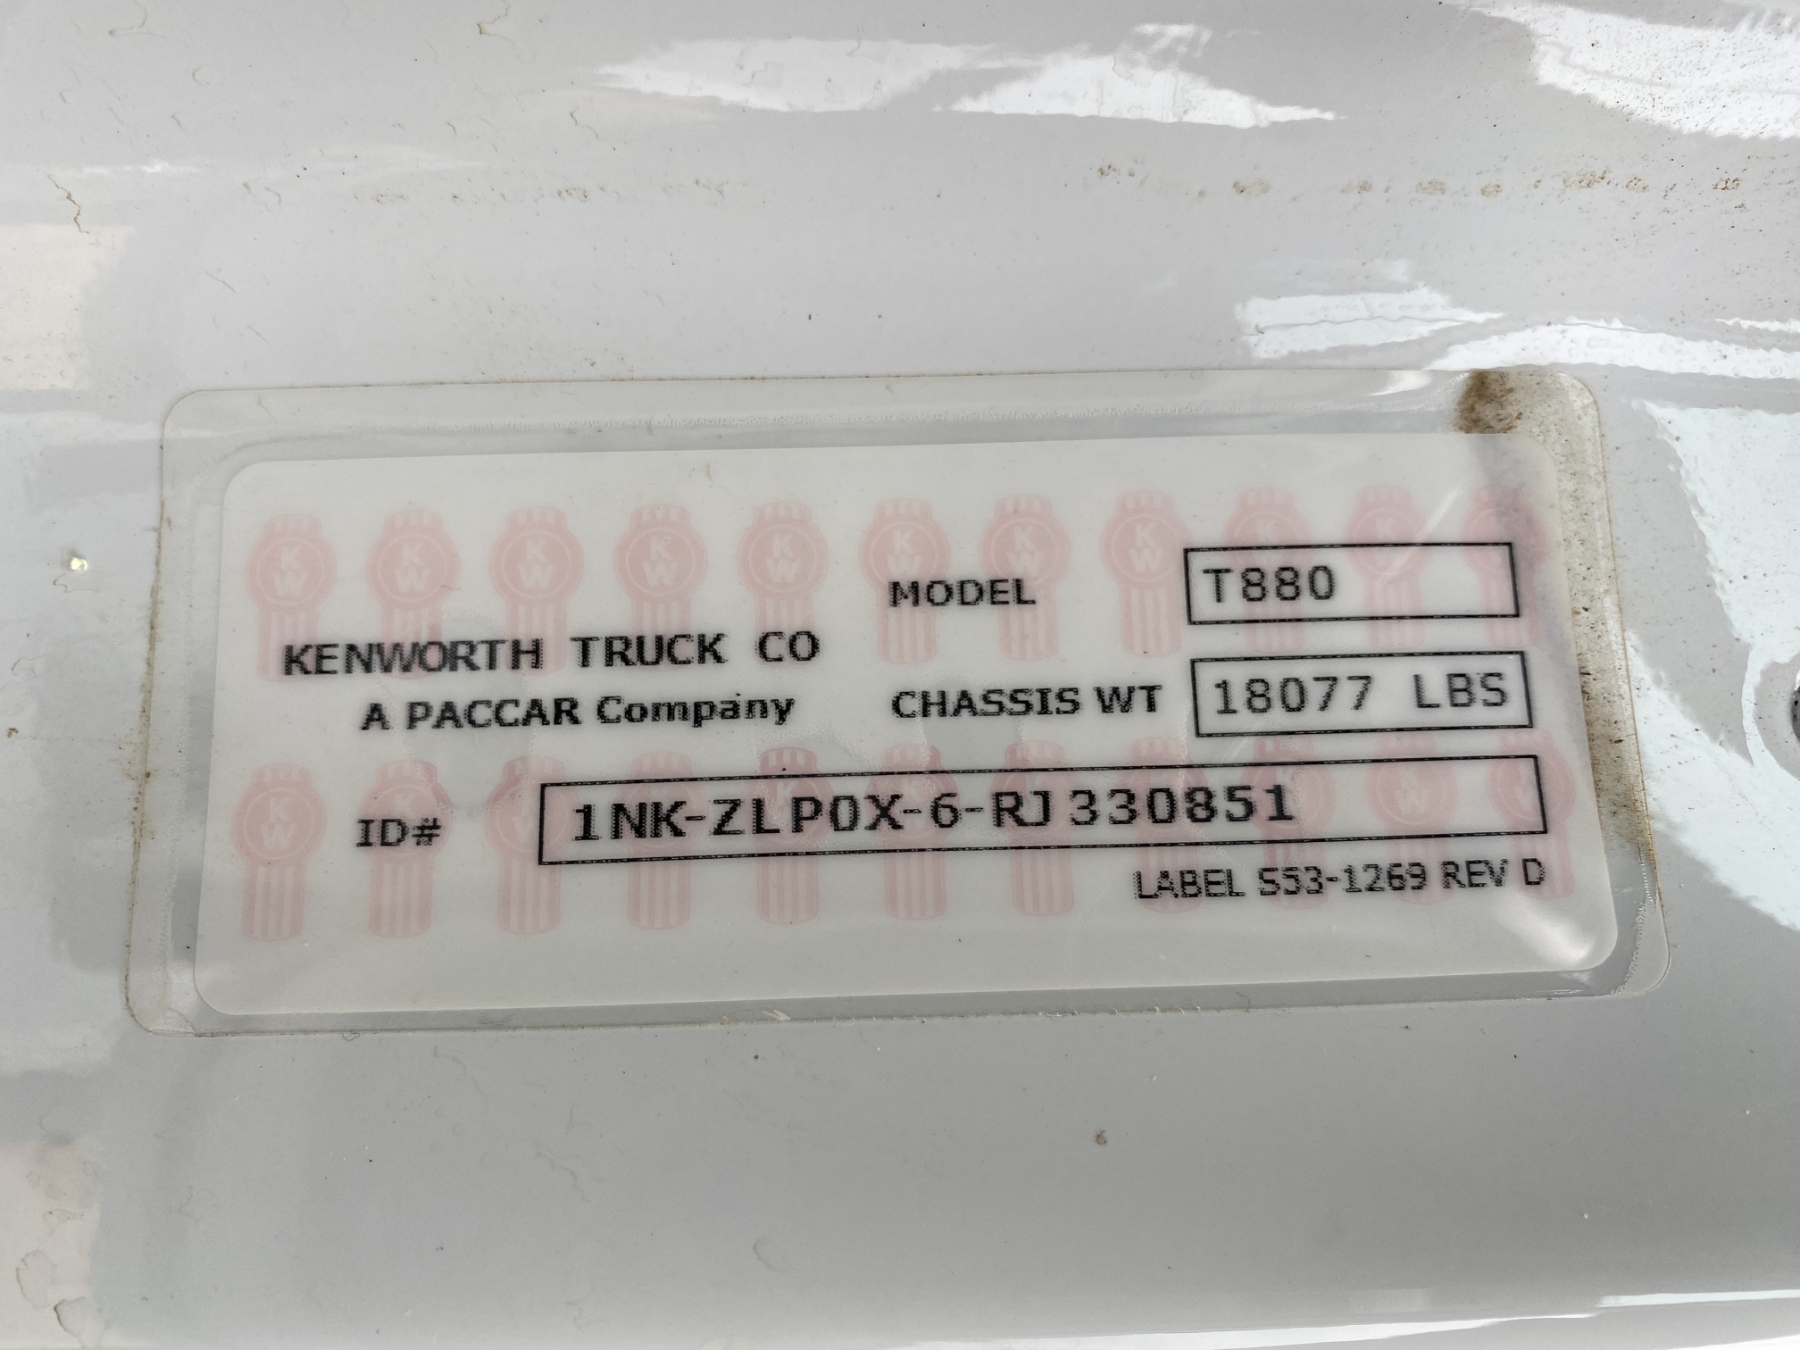 MODEL T880
KENWORTH TRUCK CO
A PACCAR Company
CHASSIS WT 18077 LBS
ID# 1NK-ZLP0X-6-RJ330851
LABEL S53-1269 REV D